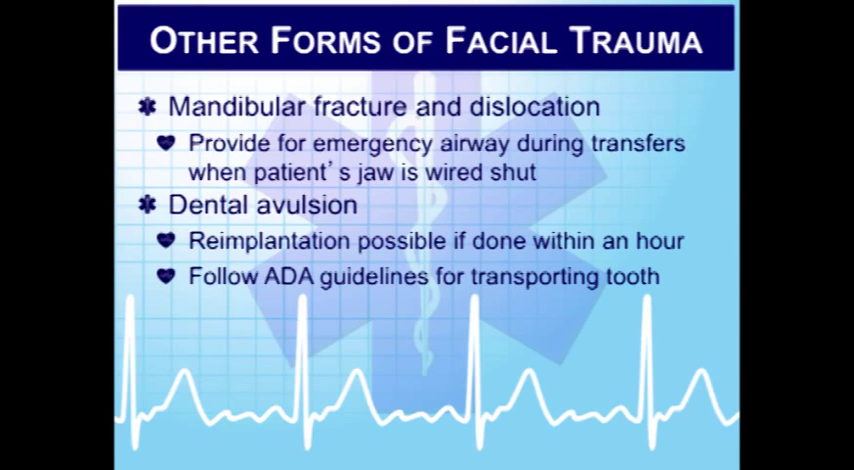 OTHER FORMS OF FACIAL TRAUMA
Mandibular fracture and dislocation
Provide for emergency airway during transfers
when patient's jaw is wired shut
Dental avulsion
Reimplantation possible if done within an hour
Follow ADA guidelines for transporting tooth